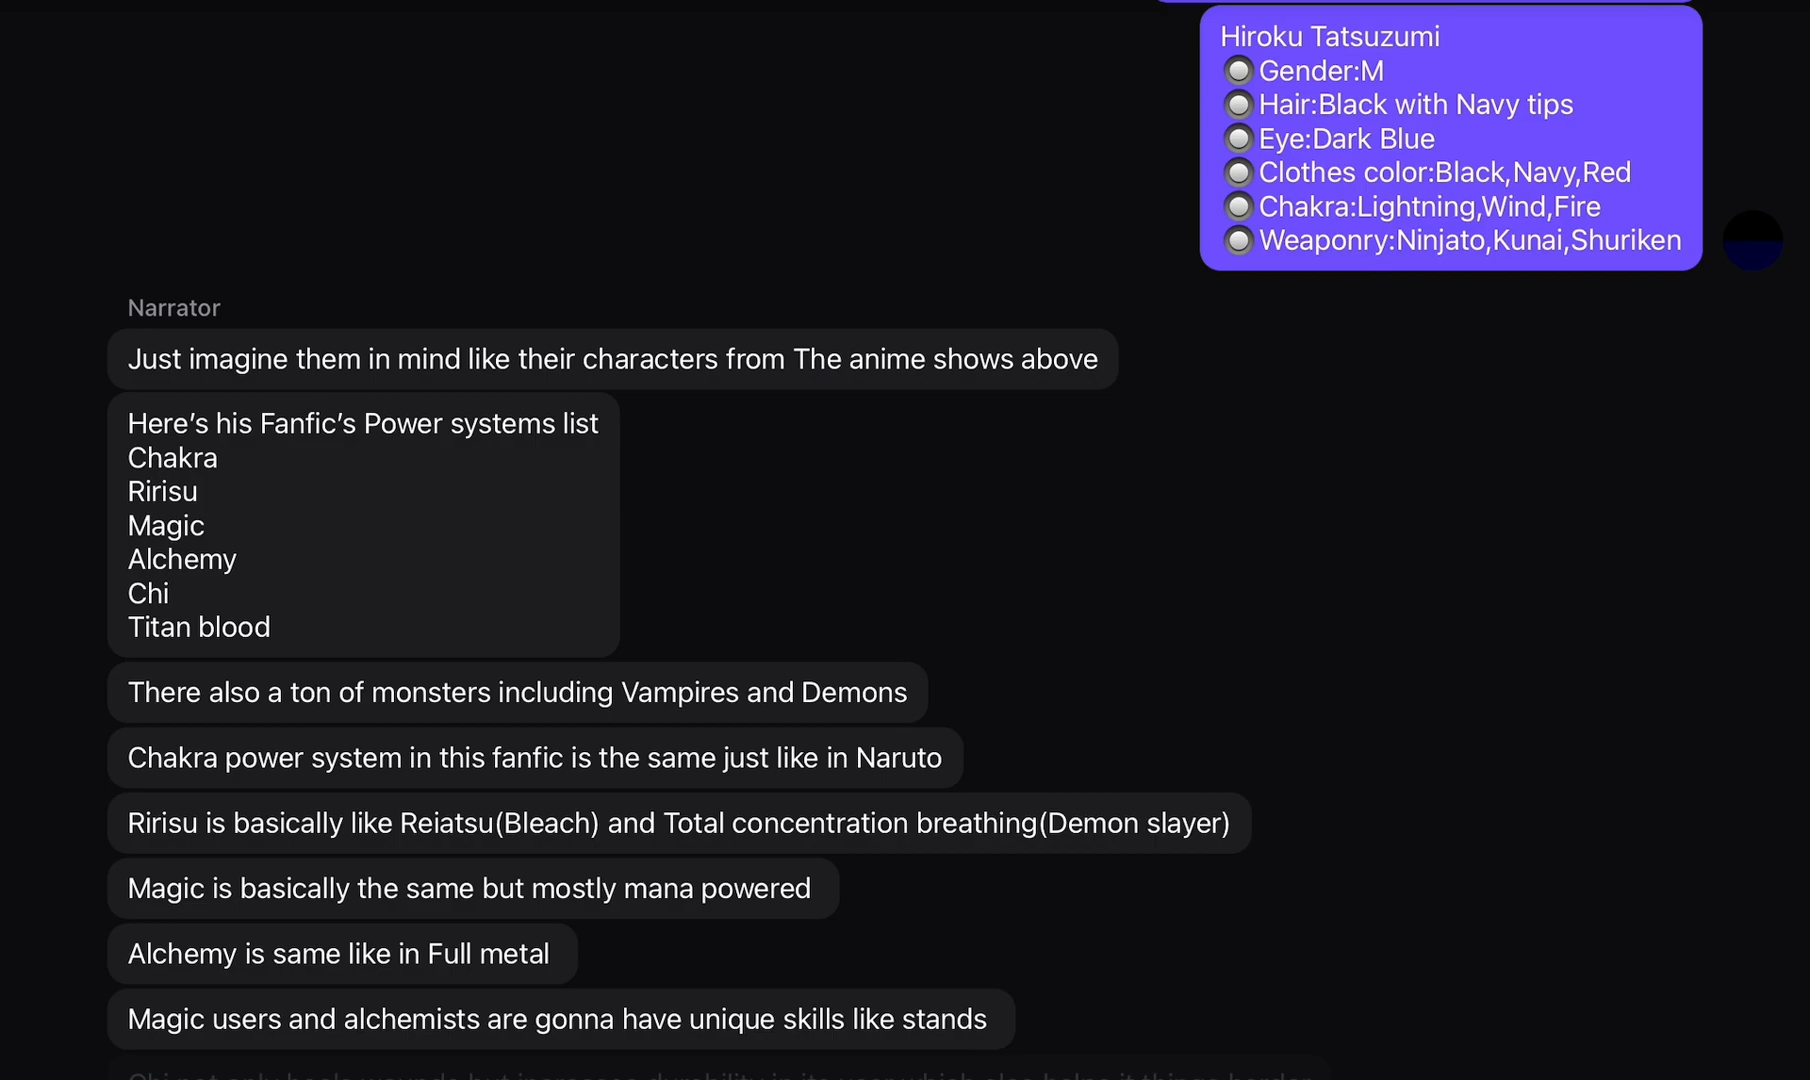 Hiroku Tatsuzumi
Gender:M
Hair:Black with Navy tips
Eye:Dark Blue
Clothes color:Black,Navy,Red
Chakra:Lightning,Wind,Fire
Weaponry:Ninjato,Kunai,Shuriken
Narrator
Just imagine them in mind like their characters from The anime shows above
Here’s his Fanfic’s Power systems list
Chakra
Ririsu
Magic
Alchemy
Chi
Titan blood
There also a ton of monsters including Vampires and Demons
Chakra power system in this fanfic is the same just like in Naruto
Ririsu is basically like Reiatsu(Bleach) and Total concentration breathing(Demon slayer)
Magic is basically the same but mostly mana powered
Alchemy is same like in Full metal
Magic users and alchemists are gonna have unique skills like stands